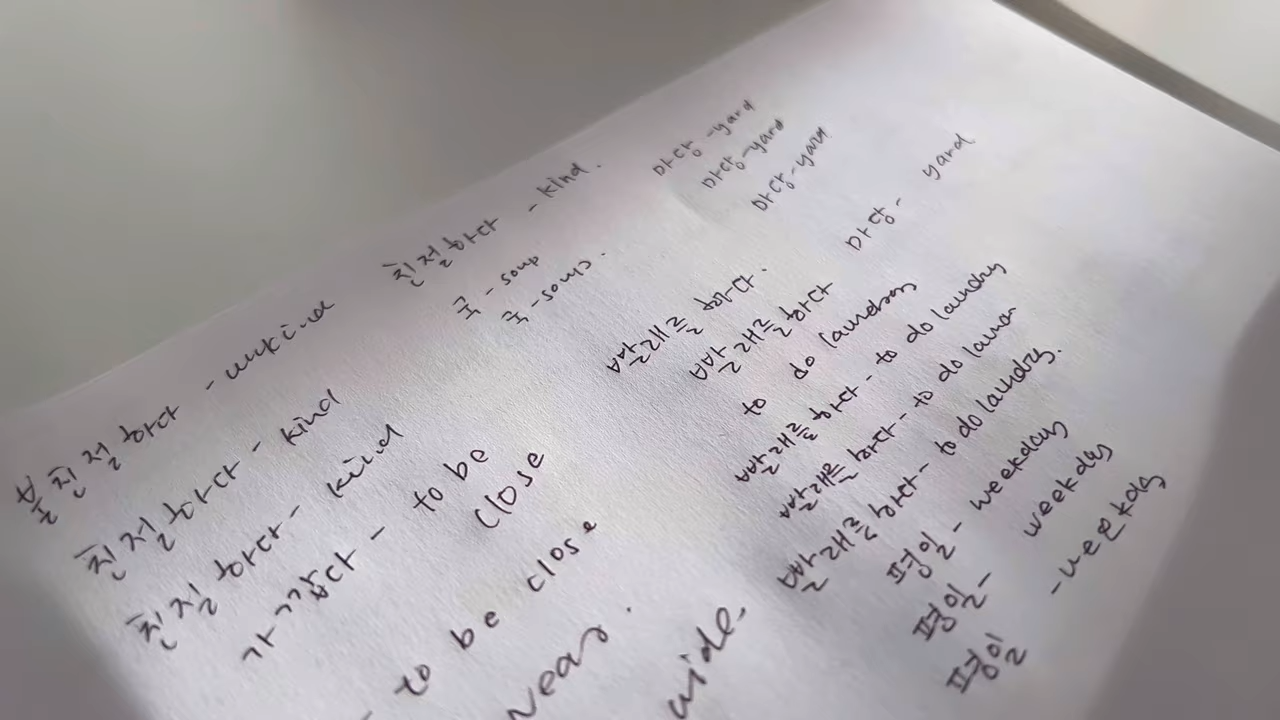 불친절하다 - unkind
친절하다 - kind
친절하다 - kind
가깝다 - to be close
- to be close
wear.
wide.
친절하다 - kind.
국 - soup
국 - soup.
마당 - yard
마당 - yard
마당 - yard
마당 - yard
빨래를 하다.
빨래를 하다
to do laundry
빨래를 하다 - to do laundry
빨래를 하다 - to do
빨래를 하다 - to do laundry.
평일 - weekday
평일 - weekday
평일 - weekday